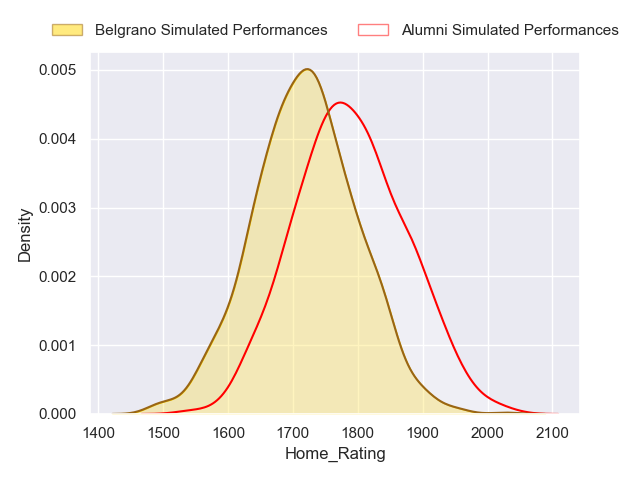 Belgrano Simulated Performances
Alumni Simulated Performances
0.005
0.004
0.003
0.002
0.001
0.000
Density
1400 1500 1600 1700 1800 1900 2000 2100
Home_Rating